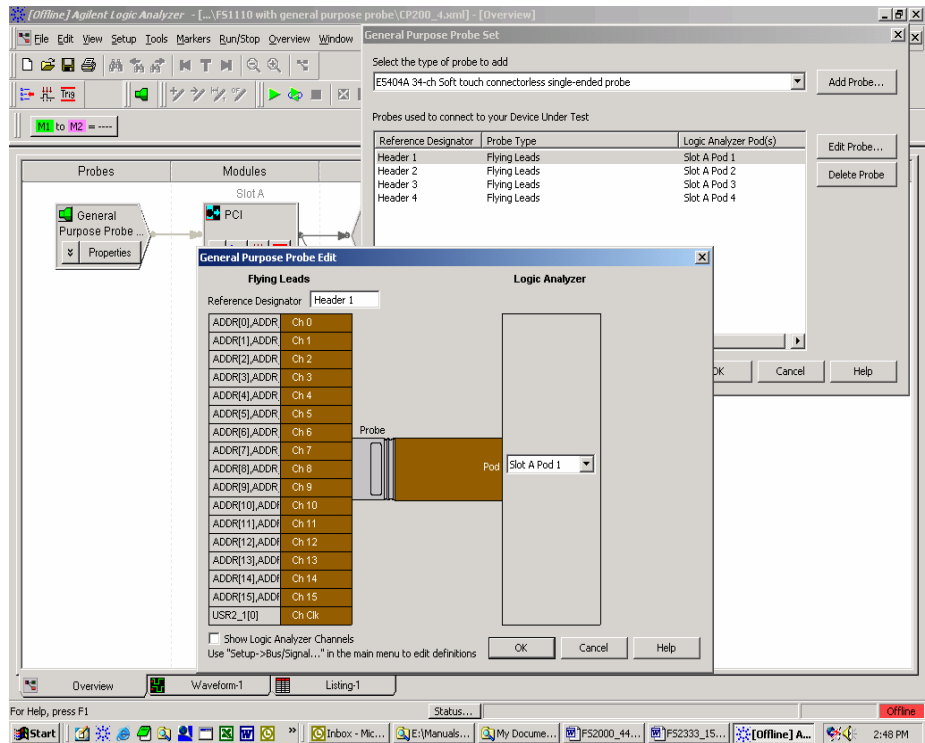 [Offline] Agilent Logic Analyzer - [...\FS1110 with general purpose probe\CP200_4.xml] - [Overview]
File Edit View Setup Tools Markers Run/Stop Overview Window
M1 to M2 = ----
Probes Modules
Slot A
General Purpose Probe ...
Properties
PCI
General Purpose Probe Set
Select the type of probe to add
E5404A 34-ch Soft touch connectorless single-ended probe
Add Probe...
Probes used to connect to your Device Under Test
Reference Designator Probe Type Logic Analyzer Pod(s)
Header 1 Flying Leads Slot A Pod 1
Header 2 Flying Leads Slot A Pod 2
Header 3 Flying Leads Slot A Pod 3
Header 4 Flying Leads Slot A Pod 4
Edit Probe...
Delete Probe
Cancel Help
General Purpose Probe Edit
Flying Leads Logic Analyzer
Reference Designator Header 1
ADDR[0],ADDR Ch 0
ADDR[1],ADDR Ch 1
ADDR[2],ADDR Ch 2
ADDR[3],ADDR Ch 3
ADDR[4],ADDR Ch 4
ADDR[5],ADDR Ch 5
ADDR[6],ADDR Ch 6
ADDR[7],ADDR Ch 7
ADDR[8],ADDR Ch 8
ADDR[9],ADDR Ch 9
ADDR[10],ADDR Ch 10
ADDR[11],ADDR Ch 11
ADDR[12],ADDR Ch 12
ADDR[13],ADDR Ch 13
ADDR[14],ADDR Ch 14
ADDR[15],ADDR Ch 15
USR2_1[0] Ch Clk
Probe
Pod Slot A Pod 1
Show Logic Analyzer Channels
Use "Setup->Bus/Signal..." in the main menu to edit definitions
OK Cancel Help
Overview Waveform-1 Listing-1
For Help, press F1
Status...
Offline
Start Inbox - Mic... E:\Manuals... My Docume... FS2000_44... FS2333_15... [Offline] A... 2:48 PM